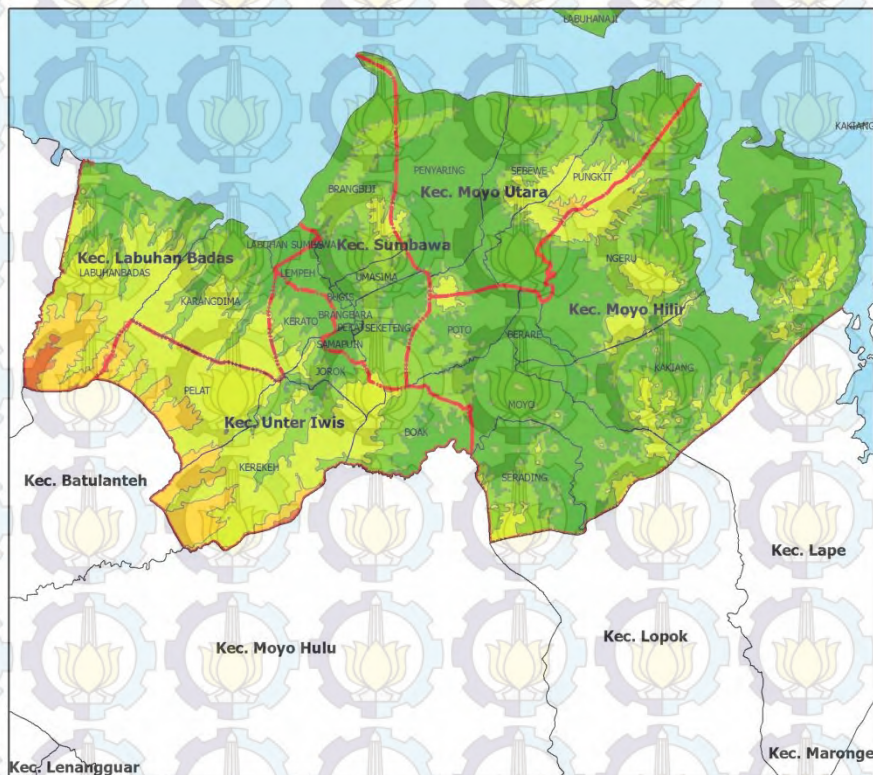 LABUHANAJI
KAKIANG
PENYARING
SEBEWE
PUNGKIT
BRANGBIJI
Kec. Moyo Utara
LABUHAN SUMBAWA
Kec. Sumbawa
Kec. Labuhan Badas
LABUHANBADAS
NGERU
LEMPEH
UMASIMA
KARANGDIMA
BUGIS
Kec. Moyo Hilir
BRANGBARA
KERATO
SEKETENG
POTO
BERARE
SAMAPUIN
JOROK
KAKIANG
PELAT
MOYO
Kec. Unter Iwis
BOAK
KEREKEH
SERADING
Kec. Batulanteh
Kec. Lape
Kec. Lopok
Kec. Moyo Hulu
Kec. Lenangguar
Kec. Maronge